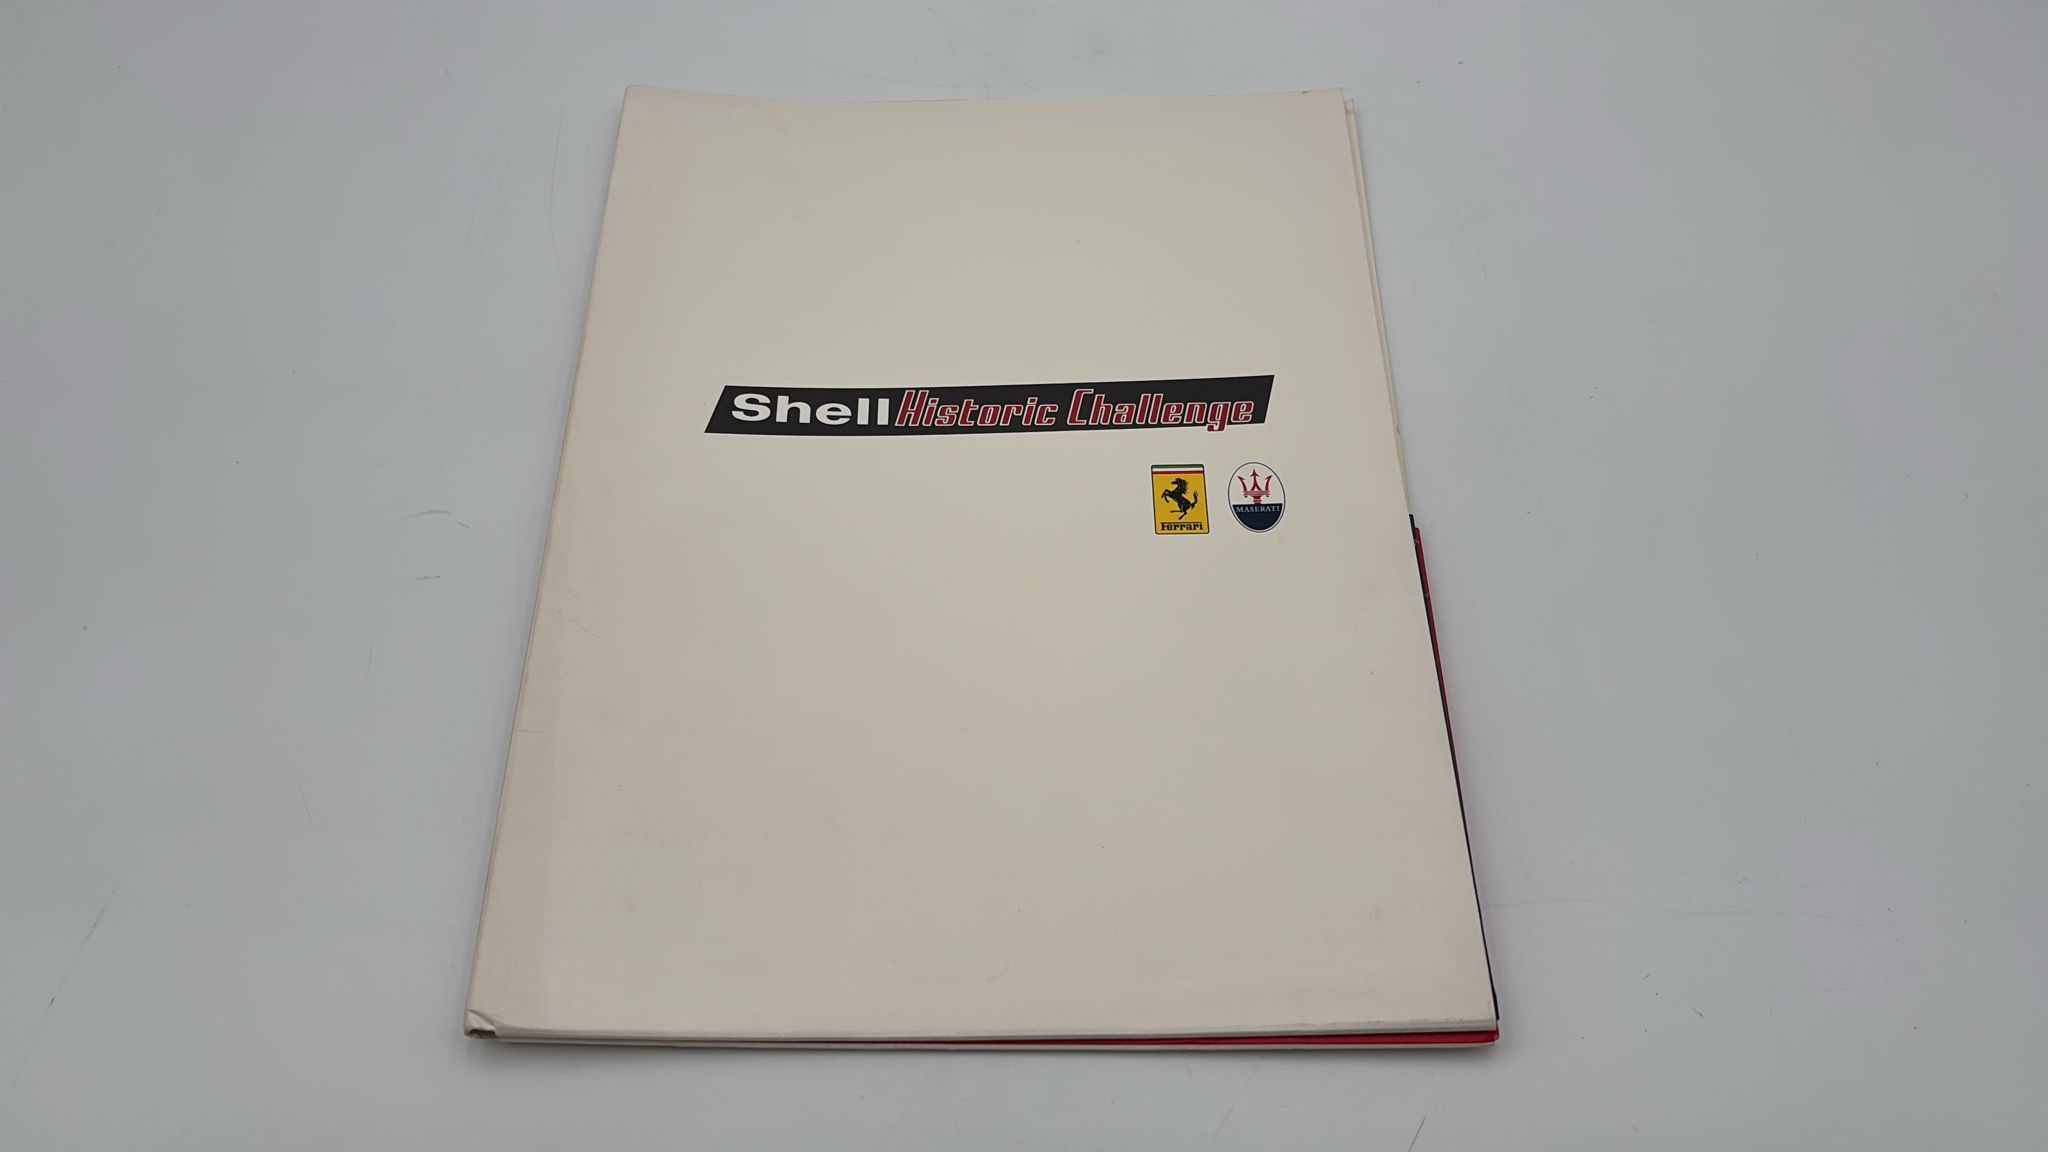 Shell Historic Challenge
Ferrari
MASERATI